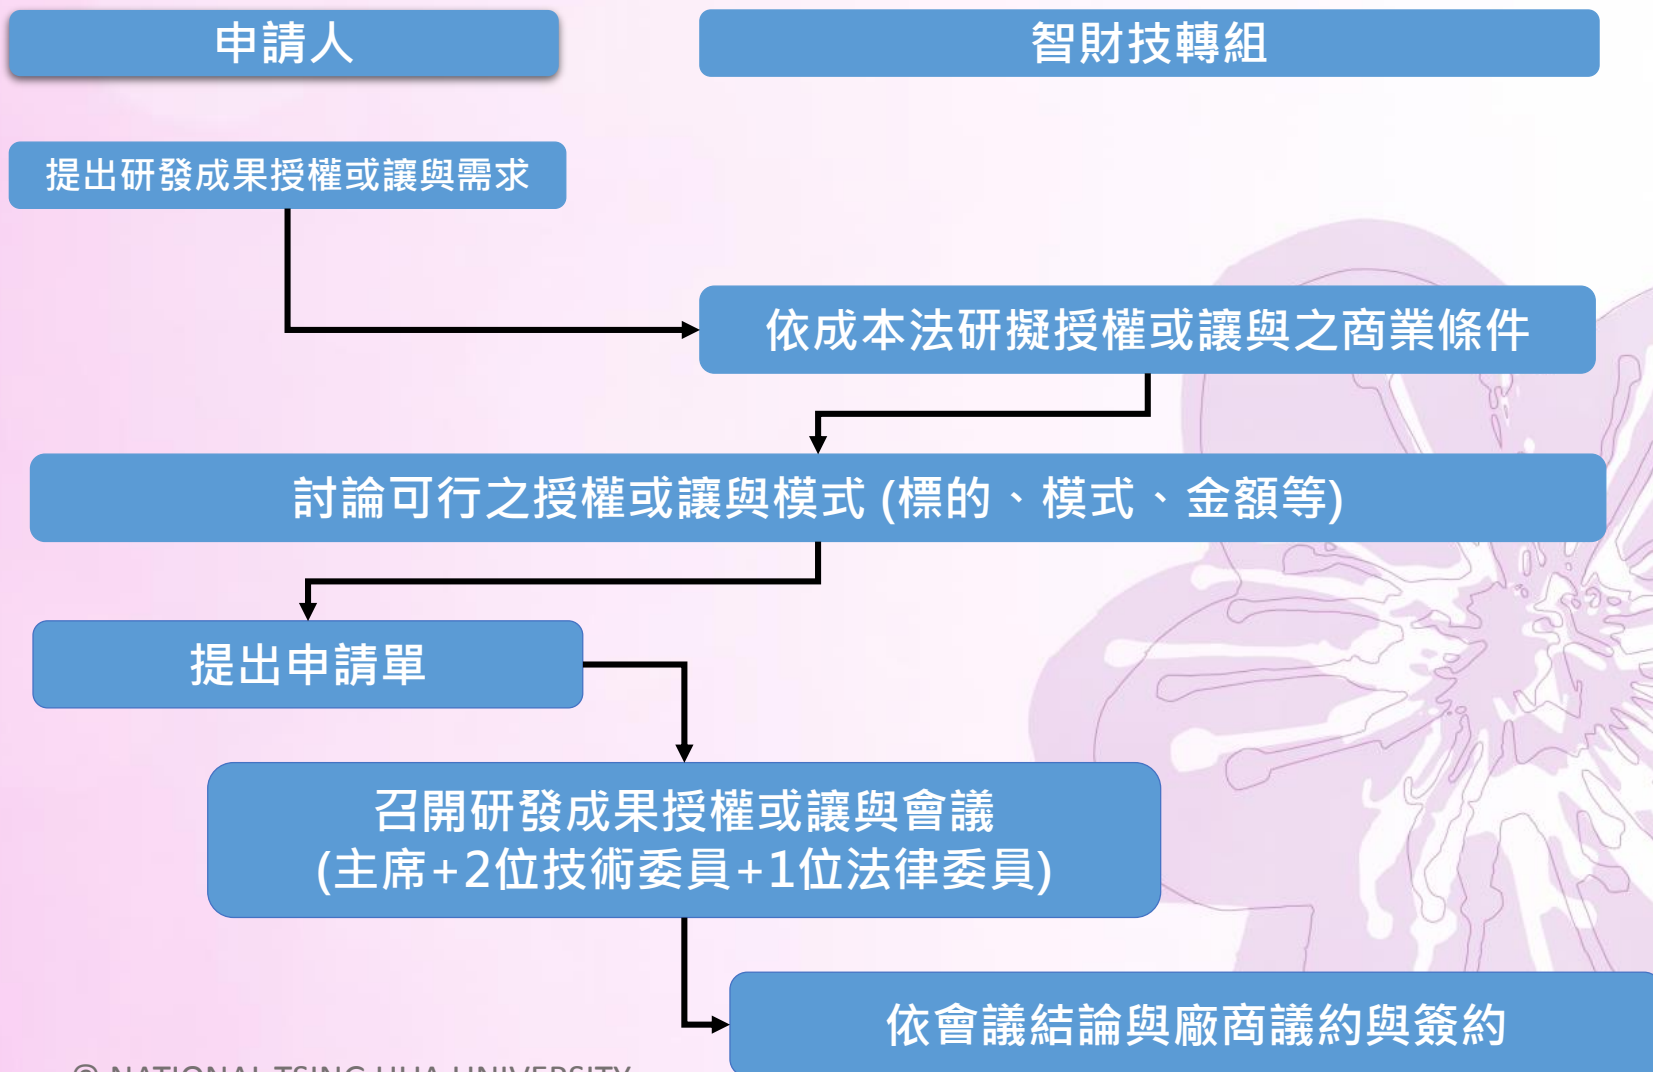 申請人
智財技轉組
提出研發成果授權或讓與需求
依成本法研擬授權或讓與之商業條件
討論可行之授權或讓與模式 (標的、模式、金額等)
提出申請單
召開研發成果授權或讓與會議
(主席+2位技術委員+1位法律委員)
依會議結論與廠商議約與簽約
© NATIONAL TSING HUA UNIVERSITY